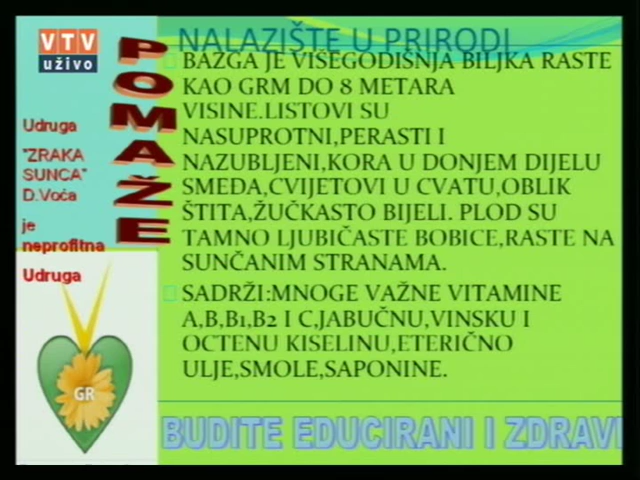 VTV
uživo
Udruga
"ZRAKA
SUNCA"
D.Voća
je
neprofitna
Udruga
POMAŽE
GR
NALAZIŠTE U PRIRODI
BAZGA JE VIŠEGODIŠNJA BILJKA RASTE
KAO GRM DO 8 METARA
VISINE.LISTOVI SU
NASUPROTNI,PERASTI I
NAZUBLJENI,KORA U DONJEM DIJELU
SMEĐA,CVIJETOVI U CVATU,OBLIK
ŠTITA,ŽUČKASTO BIJELI. PLOD SU
TAMNO LJUBIČASTE BOBICE,RASTE NA
SUNČANIM STRANAMA.
SADRŽI:MNOGE VAŽNE VITAMINE
A,B,B1,B2 I C,JABUČNU,VINSKU I
OCTENU KISELINU,ETERIČNO
ULJE,SMOLE,SAPONINE.
BUDITE EDUCIRANI I ZDRAVI